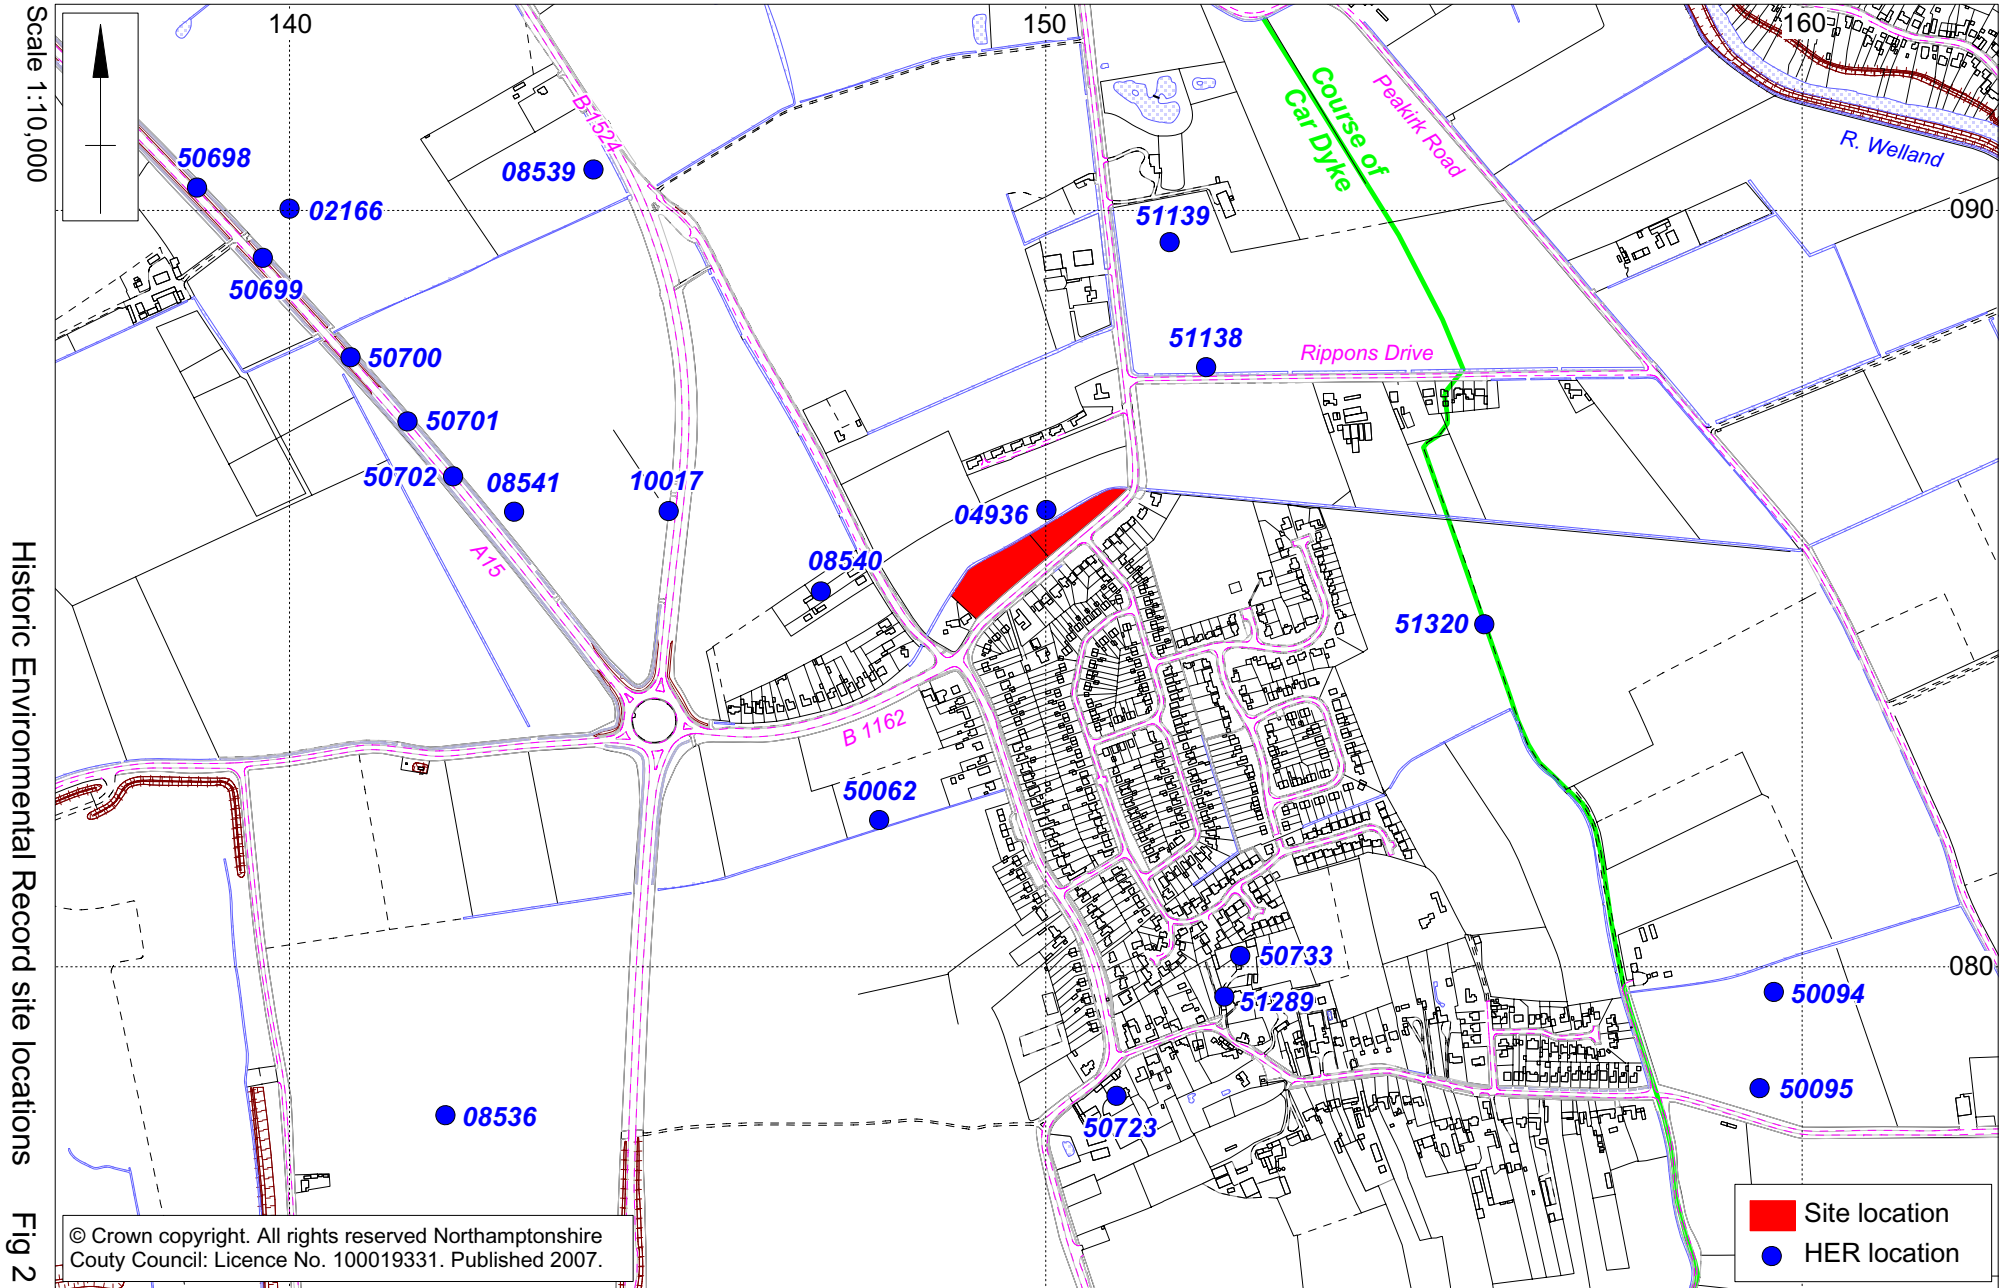 Scale 1:10,000
Historic Environmental Record site locations Fig 2
140
150
160
090
080
B 1524
Course of
Car Dyke
Peakirk Road
R. Welland
50698
02166
08539
51139
50699
51138
Rippons Drive
50700
50701
50702
08541
10017
04936
A15
08540
51320
B 1162
50062
50733
51289
50094
50095
50723
08536
© Crown copyright. All rights reserved Northamptonshire
Couty Council: Licence No. 100019331. Published 2007.
Site location
HER location